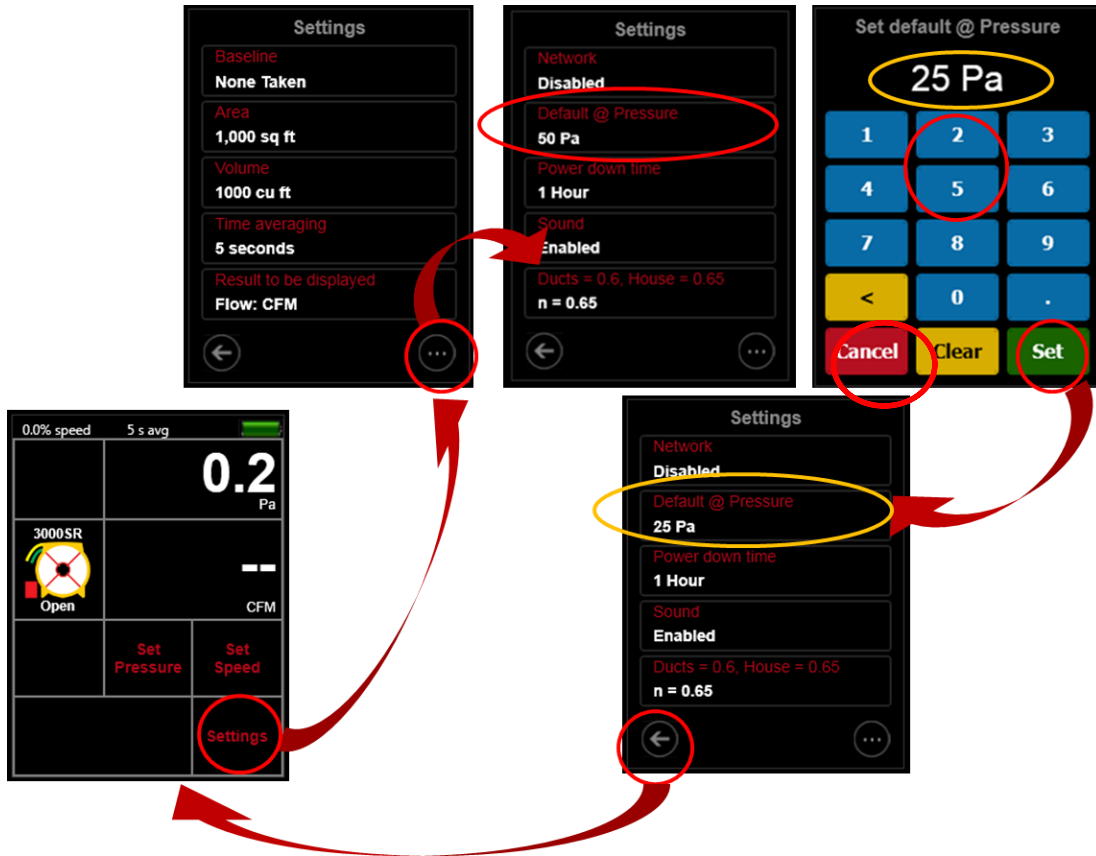 Settings
Baseline
None Taken
Area
1,000 sq ft
Volume
1000 cu ft
Time averaging
5 seconds
Result to be displayed
Flow: CFM
Settings
Network
Disabled
Default @ Pressure
50 Pa
Power down time
1 Hour
Sound
Enabled
Ducts = 0.6, House = 0.65
n = 0.65
Set default @ Pressure
25 Pa
1 2 3
4 5 6
7 8 9
< 0 .
Cancel Clear Set
0.0% speed 5 s avg
0.2
Pa
3000SR
Open
--
CFM
Set Pressure
Set Speed
Settings
Settings
Network
Disabled
Default @ Pressure
25 Pa
Power down time
1 Hour
Sound
Enabled
Ducts = 0.6, House = 0.65
n = 0.65